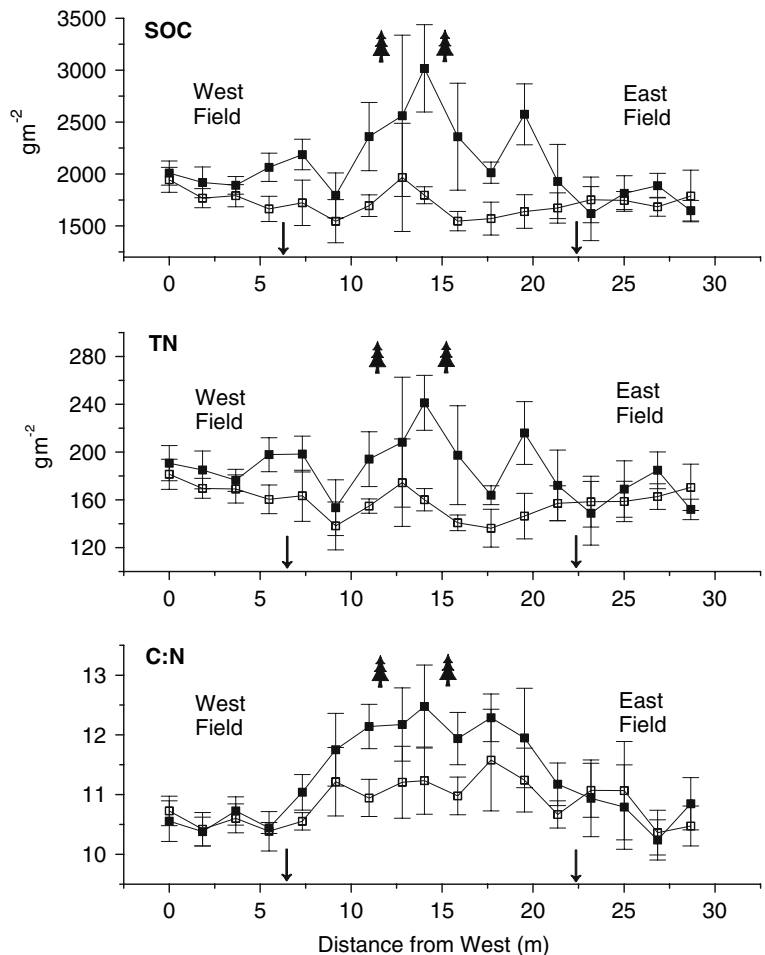 SOC
3500
3000
2500
2000
1500
gm⁻²
West
Field
East
Field
0 5 10 15 20 25 30
TN
280
240
200
160
120
gm⁻²
West
Field
East
Field
0 5 10 15 20 25 30
C:N
13
12
11
10
West
Field
East
Field
0 5 10 15 20 25 30
Distance from West (m)